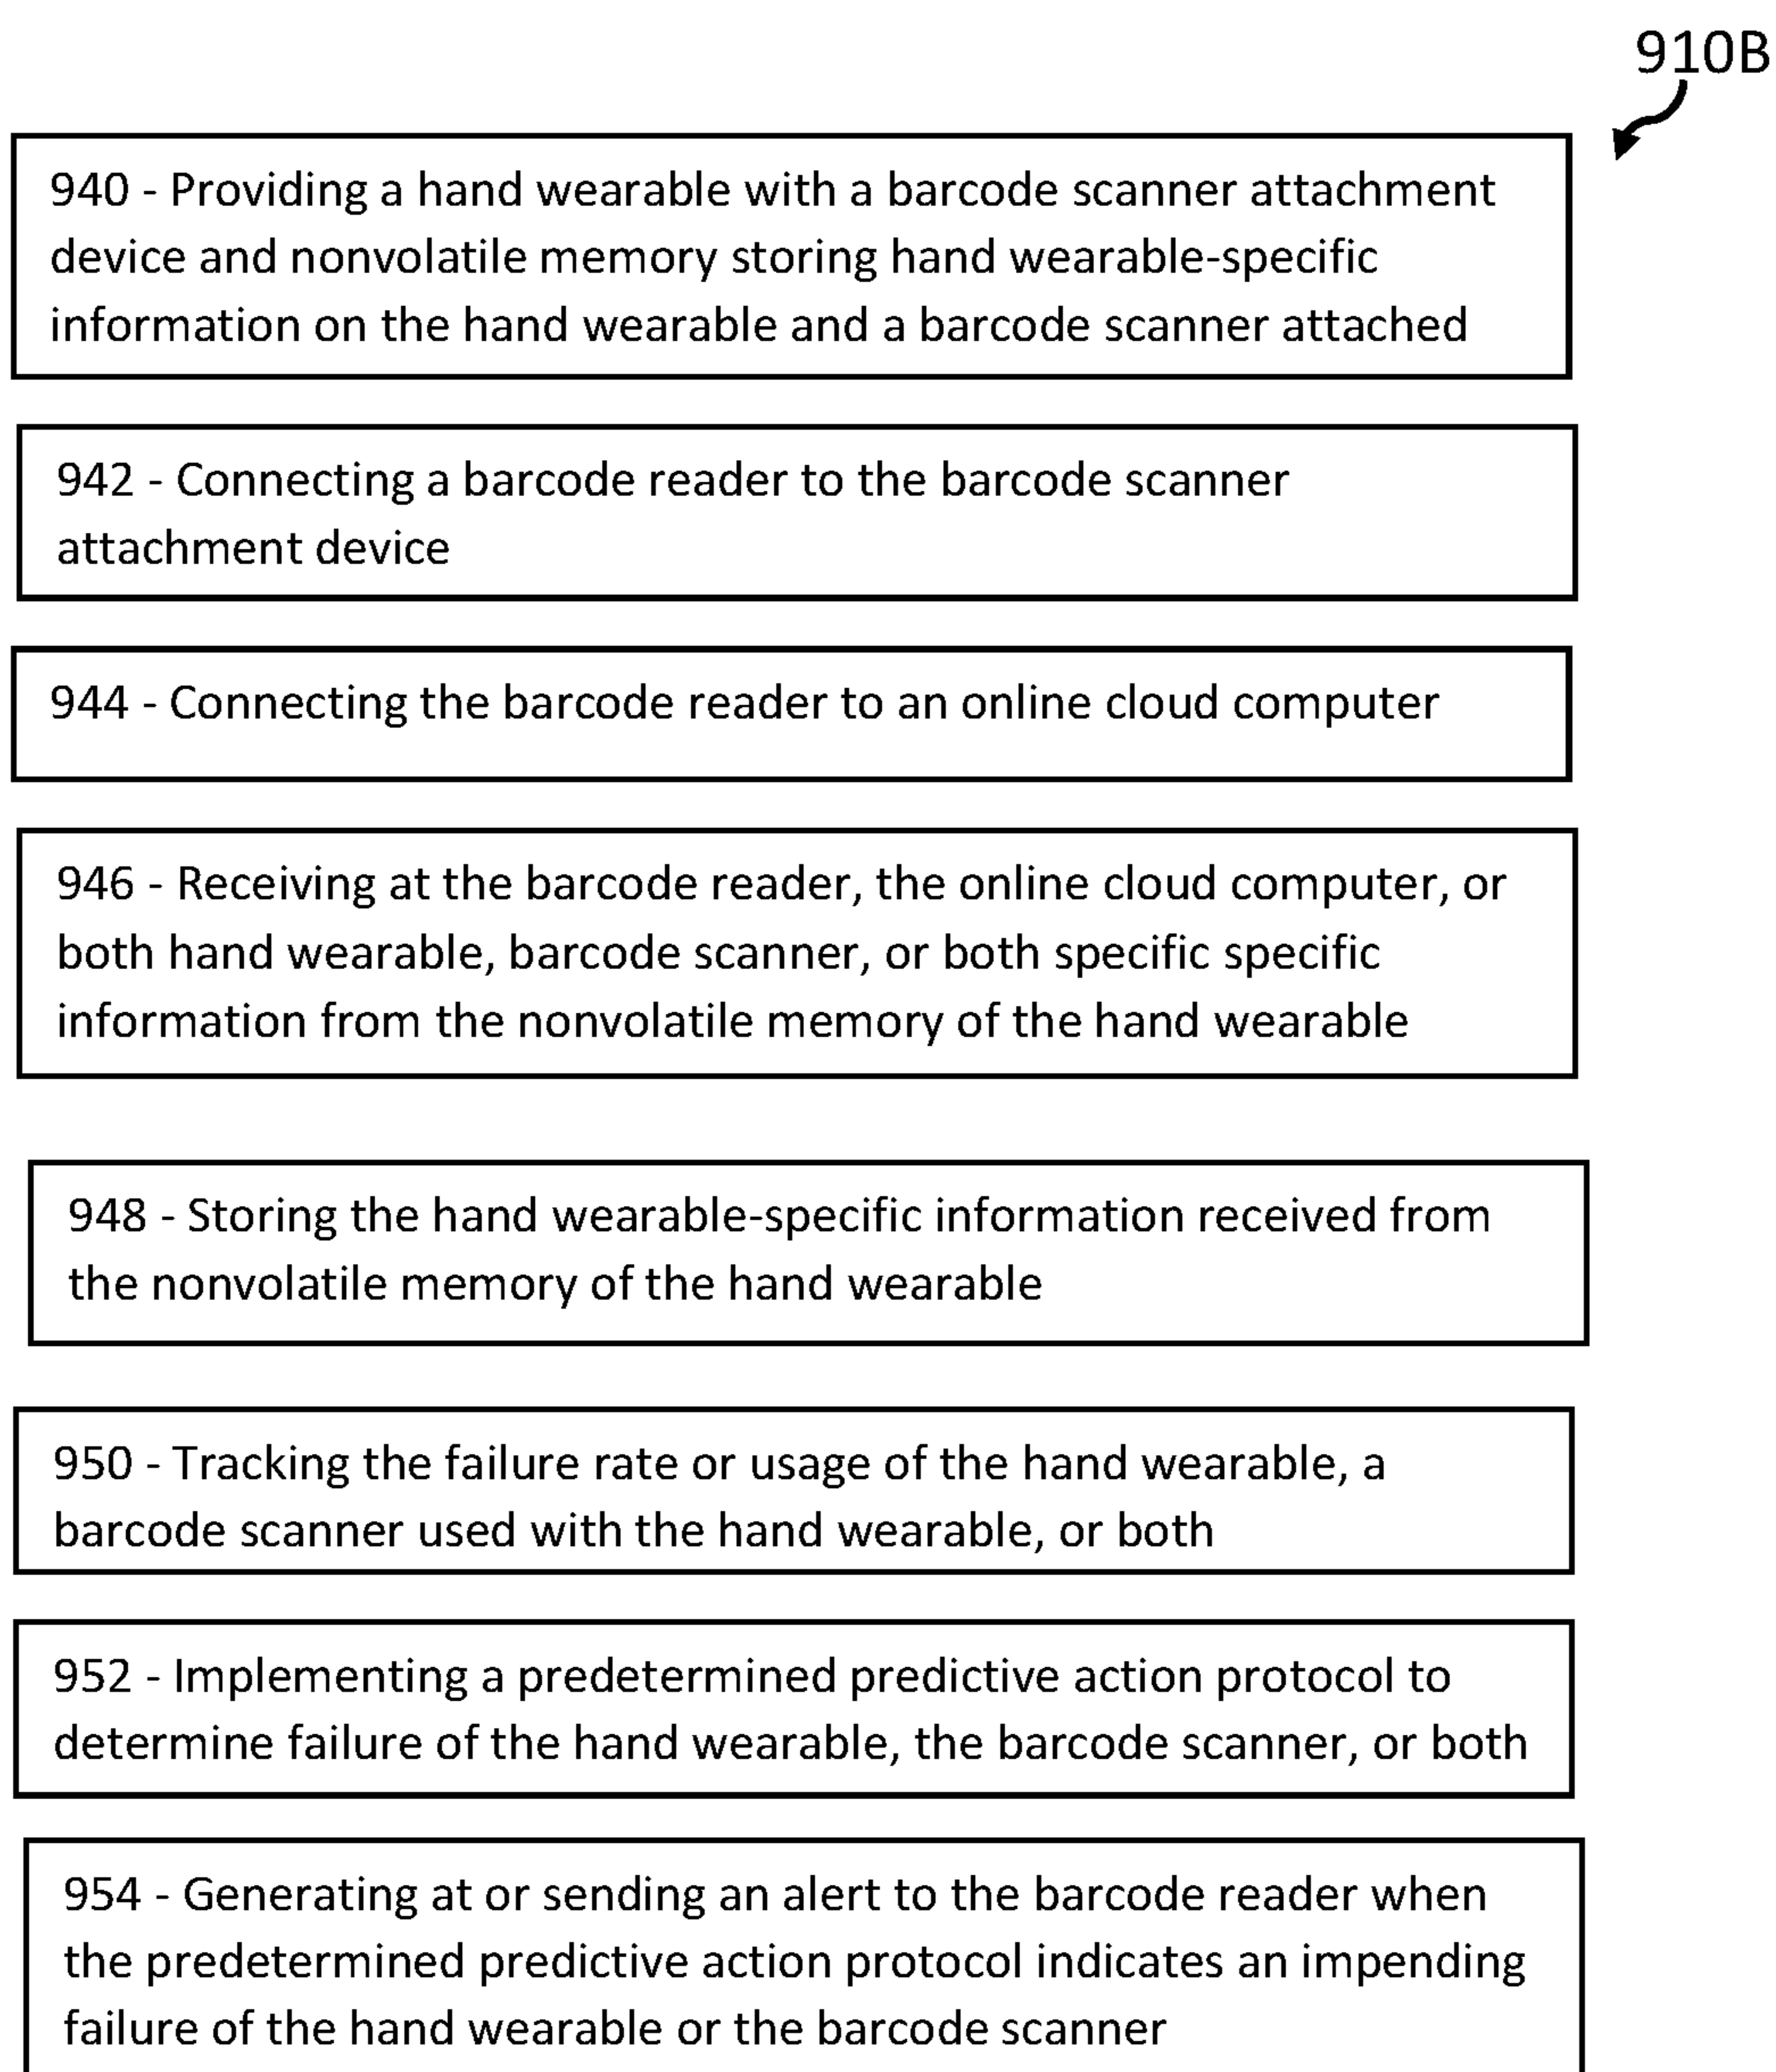 910B
940 - Providing a hand wearable with a barcode scanner attachment
device and nonvolatile memory storing hand wearable-specific
information on the hand wearable and a barcode scanner attached
942 - Connecting a barcode reader to the barcode scanner
attachment device
944 - Connecting the barcode reader to an online cloud computer
946 - Receiving at the barcode reader, the online cloud computer, or
both hand wearable, barcode scanner, or both specific specific
information from the nonvolatile memory of the hand wearable
948 - Storing the hand wearable-specific information received from
the nonvolatile memory of the hand wearable
950 - Tracking the failure rate or usage of the hand wearable, a
barcode scanner used with the hand wearable, or both
952 - Implementing a predetermined predictive action protocol to
determine failure of the hand wearable, the barcode scanner, or both
954 - Generating at or sending an alert to the barcode reader when
the predetermined predictive action protocol indicates an impending
failure of the hand wearable or the barcode scanner